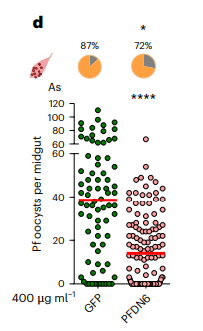 d
*
87% 72%
As
****
120
100
80
60
60
40
20
0
Pf oocysts per midgut
400 µg ml⁻¹
GFP
PFDN6